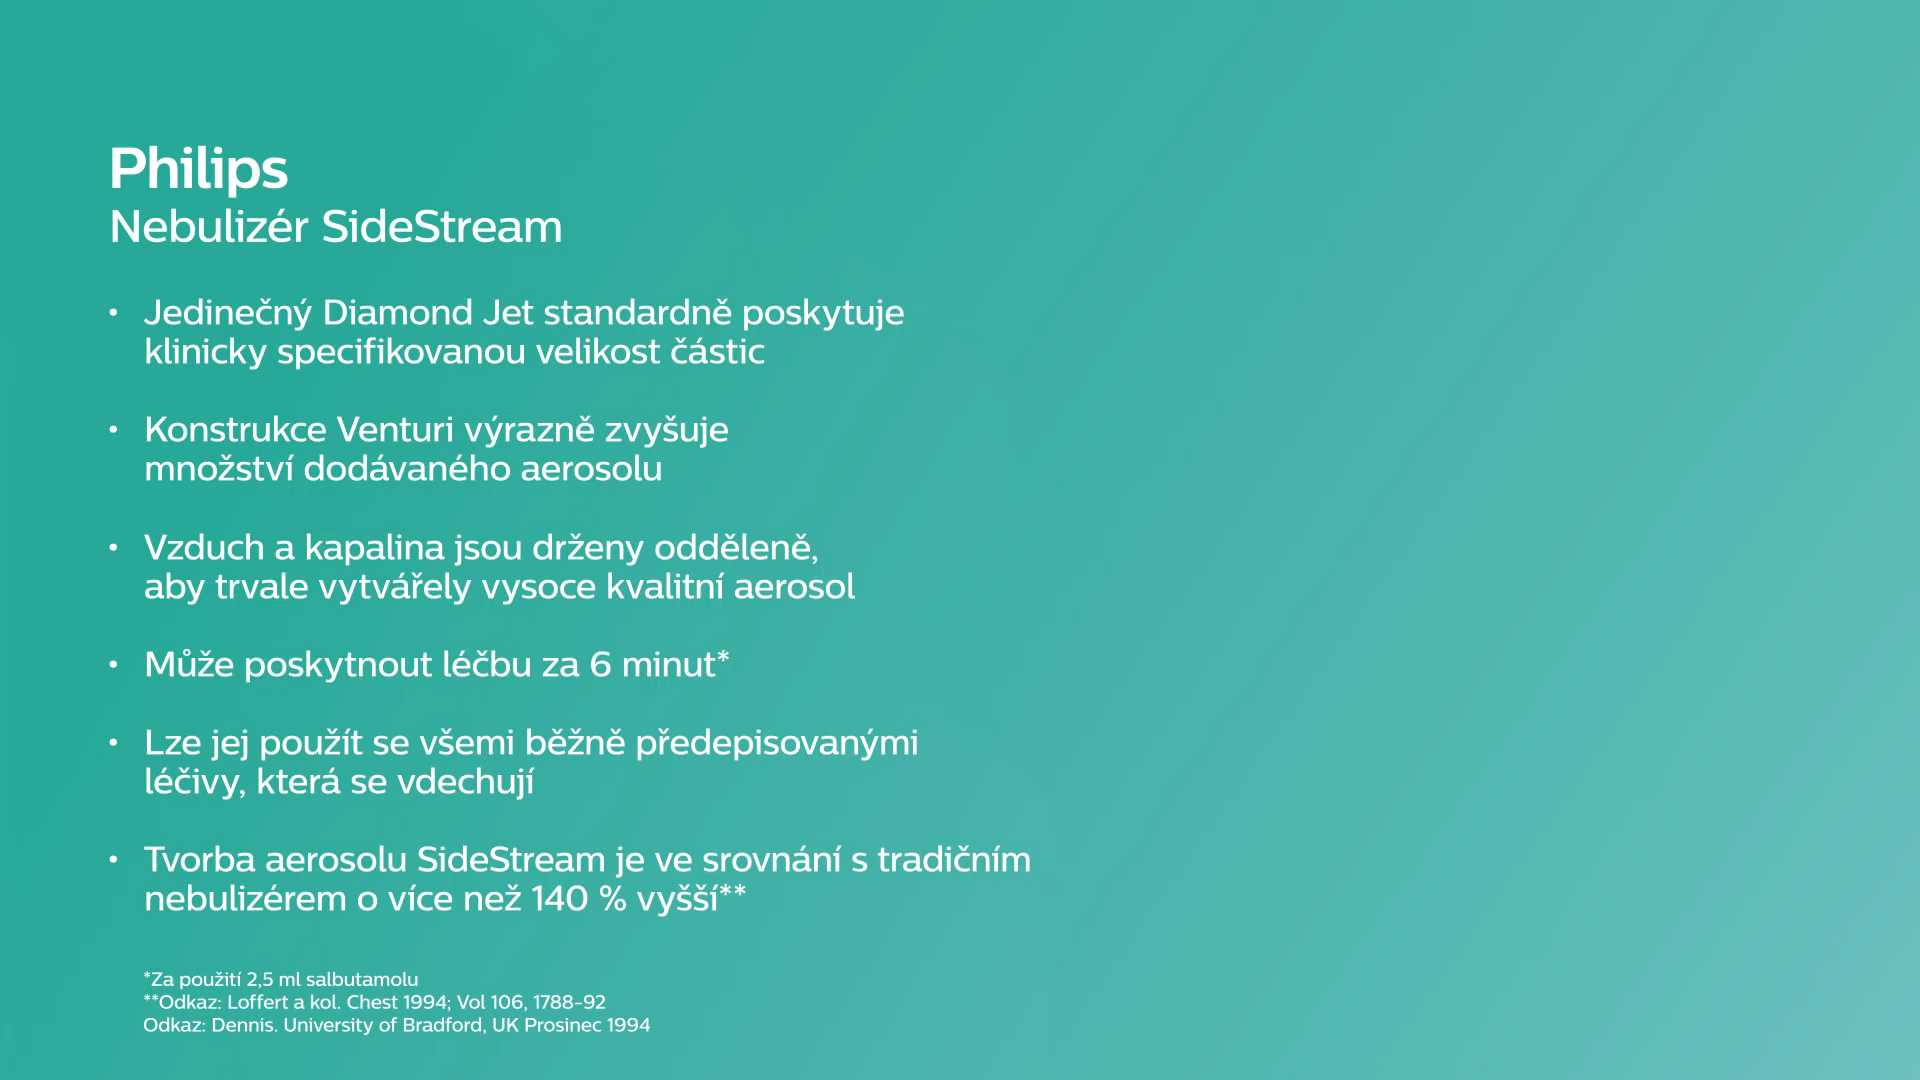 Philips
Nebulizér SideStream
• Jedinečný Diamond Jet standardně poskytuje
klinicky specifikovanou velikost částic
• Konstrukce Venturi výrazně zvyšuje
množství dodávaného aerosolu
• Vzduch a kapalina jsou drženy odděleně,
aby trvale vytvářely vysoce kvalitní aerosol
• Může poskytnout léčbu za 6 minut*
• Lze jej použít se všemi běžně předepisovanými
léčivy, která se vdechují
• Tvorba aerosolu SideStream je ve srovnání s tradičním
nebulizérem o více než 140 % vyšší**
*Za použití 2,5 ml salbutamolu
**Odkaz: Loffert a kol. Chest 1994; Vol 106, 1788-92
Odkaz: Dennis. University of Bradford, UK Prosinec 1994